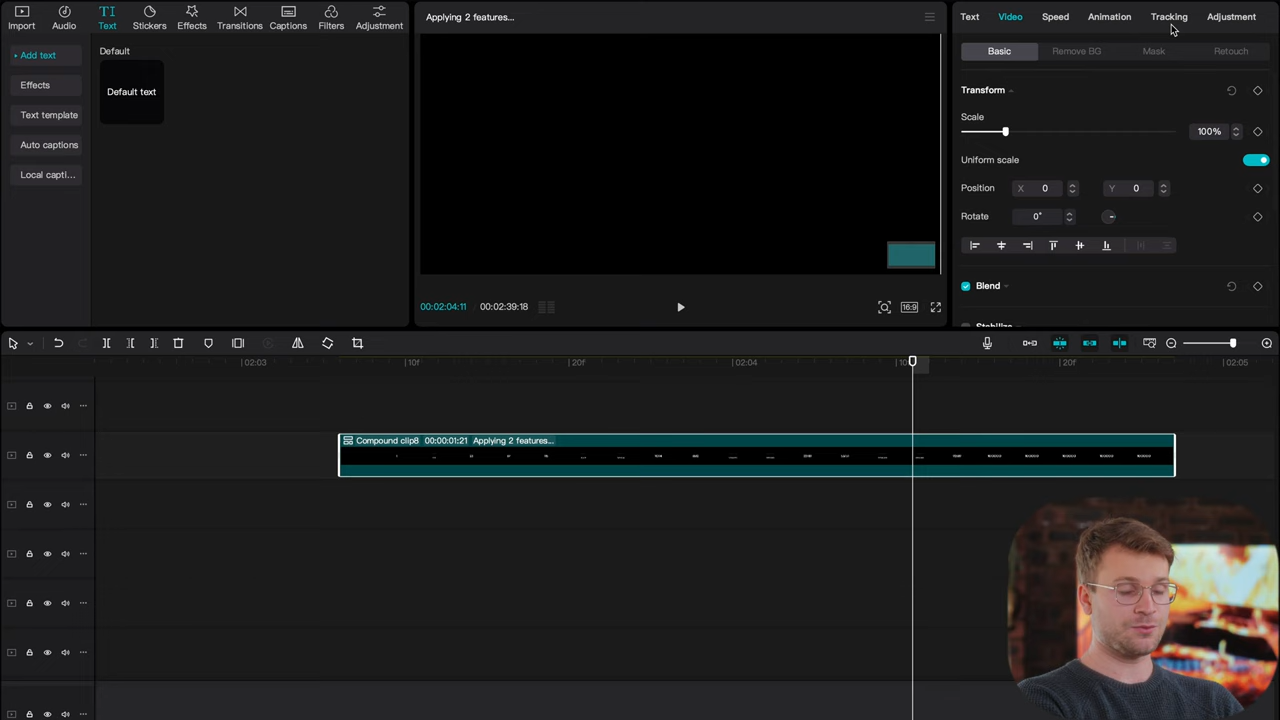 Import
Audio
Text
Stickers
Effects
Transitions
Captions
Filters
Adjustment
+ Add text
Effects
Text template
Auto captions
Local capti...
Default
Default text
Applying 2 features...
00:02:04:11
00:02:39:18
16:9
Text
Video
Speed
Animation
Tracking
Adjustment
Basic
Remove BG
Mask
Retouch
Transform
Scale
100%
Uniform scale
Position
X 0
Y 0
Rotate
0°
Blend
Stabilize
02:03
10f
20f
02:04
10f
20f
02:05
Compound clip8 00:00:01:21 Applying 2 features...